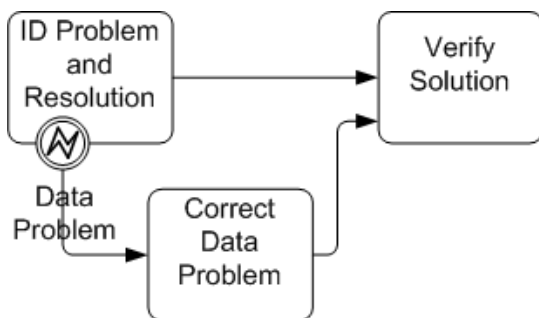 ID Problem
and
Resolution
Verify
Solution
Data
Problem
Correct
Data
Problem